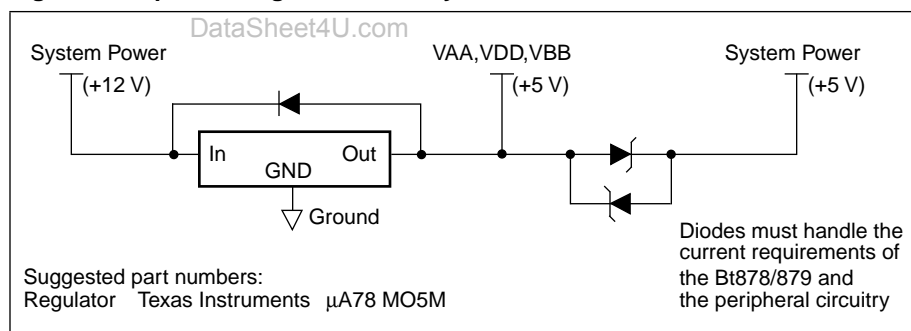 DataSheet4U.com
System Power
(+12 V)
VAA,VDD,VBB
(+5 V)
System Power
(+5 V)
In
Out
GND
Ground
Diodes must handle the
current requirements of
the Bt878/879 and
the peripheral circuitry
Suggested part numbers:
Regulator Texas Instruments μA78 MO5M